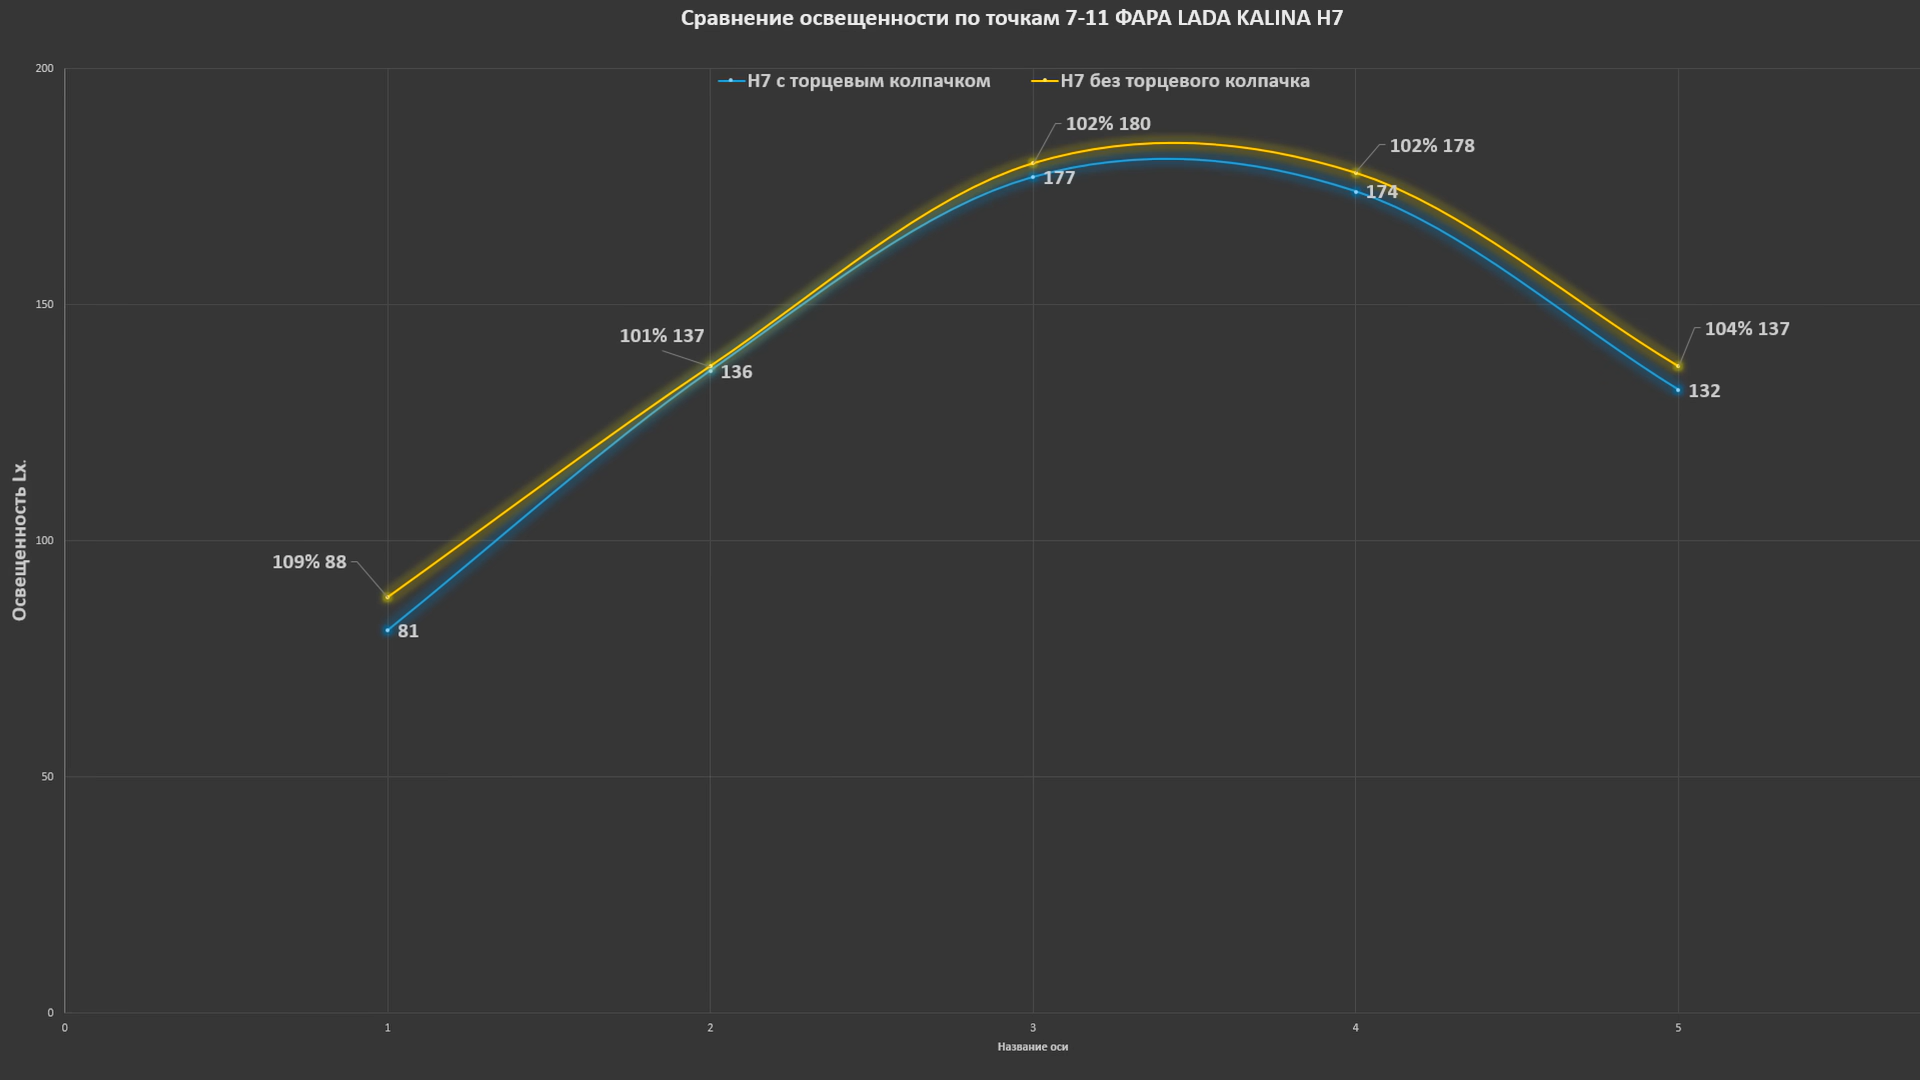 Сравнение освещенности по точкам 7-11 ФАРА LADA KALINA H7
H7 с торцевым колпачком
H7 без торцевого колпачка
200
150
100
50
0
Освещенность Lx.
109% 88
81
101% 137
136
102% 180
177
102% 178
174
104% 137
132
0 1 2 3 4 5
Название оси